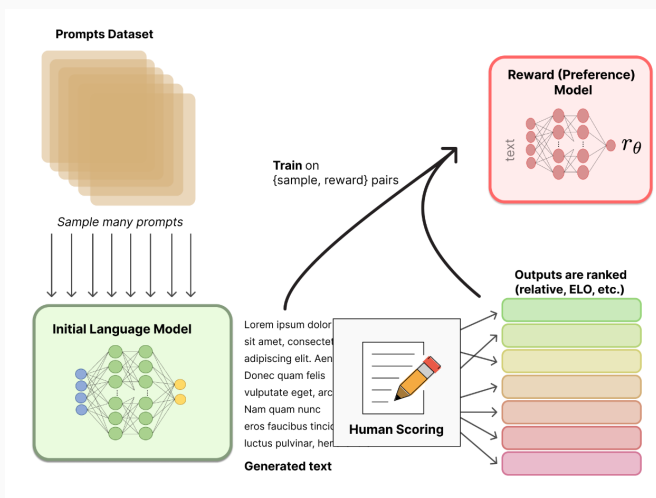 Prompts Dataset
Sample many prompts
Initial Language Model
Lorem ipsum dolor
sit amet, consectet
adipiscing elit. Aen
Donec quam felis
vulputate eget, arc
Nam quam nunc
eros faucibus tincid
luctus pulvinar, her
Generated text
Human Scoring
Train on
{sample, reward} pairs
Reward (Preference)
Model
text
rθ
Outputs are ranked
(relative, ELO, etc.)